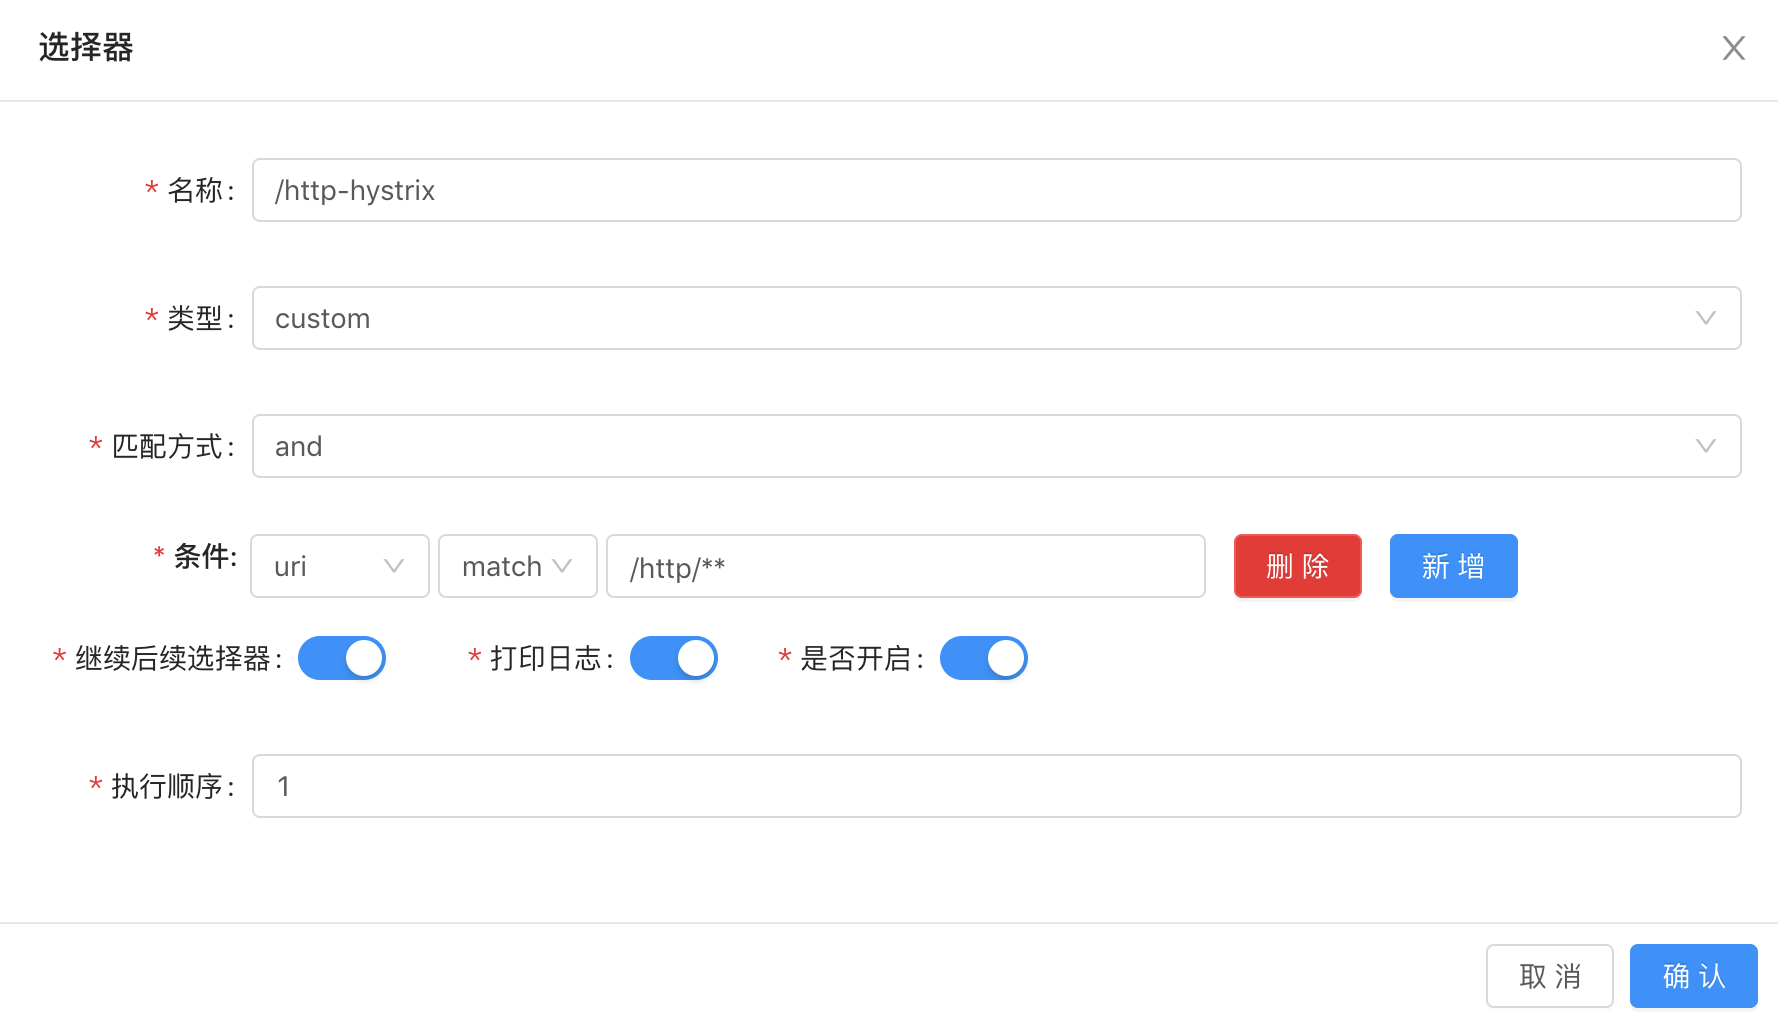 选择器
* 名称: /http-hystrix
* 类型: custom
* 匹配方式: and
* 条件: uri match /http/** 删除 新增
* 继续后续选择器: * 打印日志: * 是否开启:
* 执行顺序: 1
取消 确认